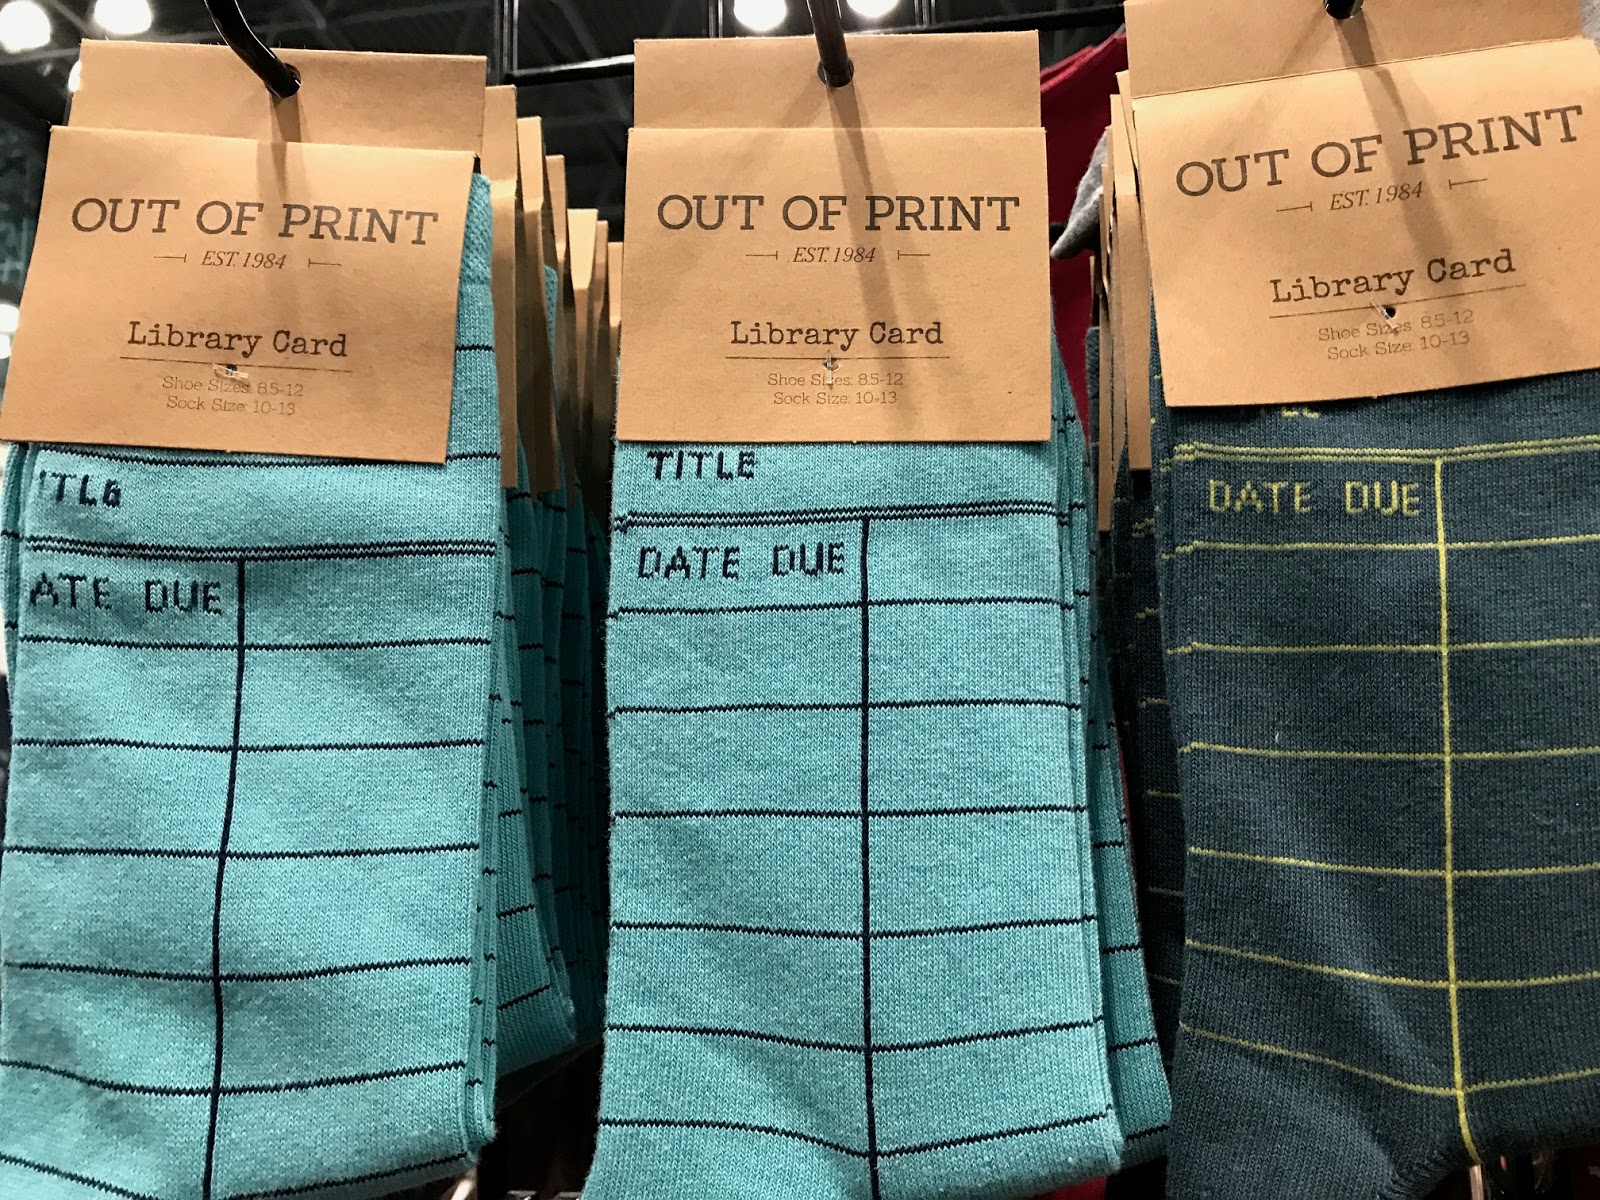 OUT OF PRINT
EST. 1984
Library Card
Shoe Sizes: 8.5-12
Sock Size: 10-13
ITLE
ATE DUE
OUT OF PRINT
EST. 1984
Library Card
Shoe Sizes: 8.5-12
Sock Size: 10-13
TITLE
DATE DUE
OUT OF PRINT
EST. 1984
Library Card
Shoe Sizes: 8.5-12
Sock Size: 10-13
DATE DUE